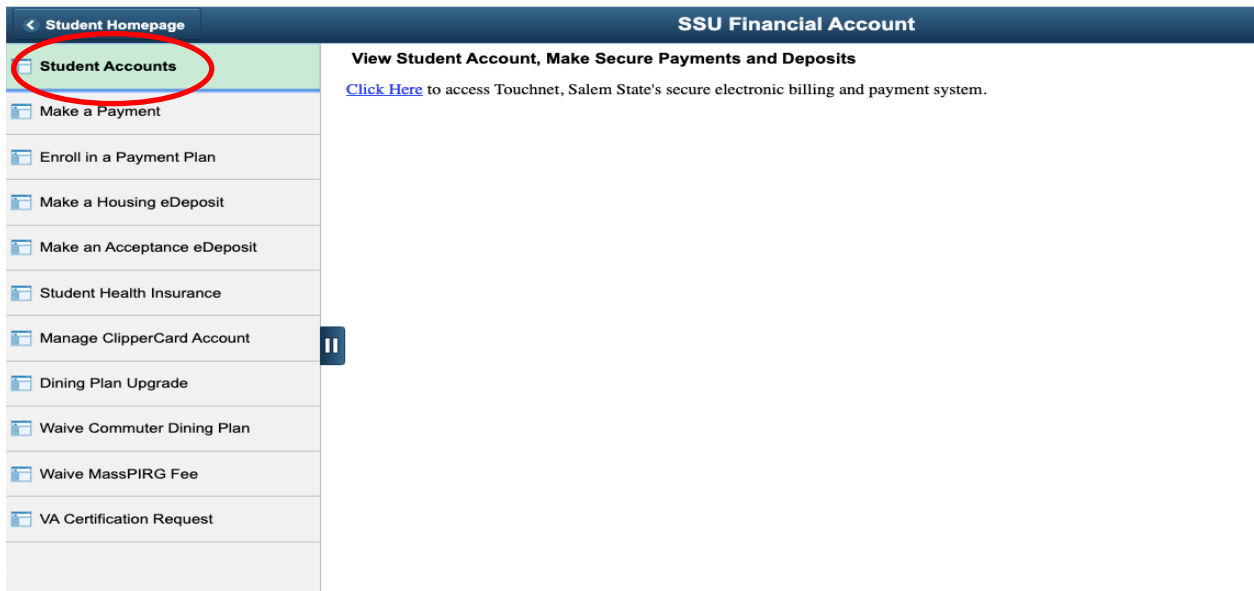 Student Homepage
SSU Financial Account
Student Accounts
Make a Payment
Enroll in a Payment Plan
Make a Housing eDeposit
Make an Acceptance eDeposit
Student Health Insurance
Manage ClipperCard Account
Dining Plan Upgrade
Waive Commuter Dining Plan
Waive MassPIRG Fee
VA Certification Request
View Student Account, Make Secure Payments and Deposits
Click Here to access Touchnet, Salem State's secure electronic billing and payment system.